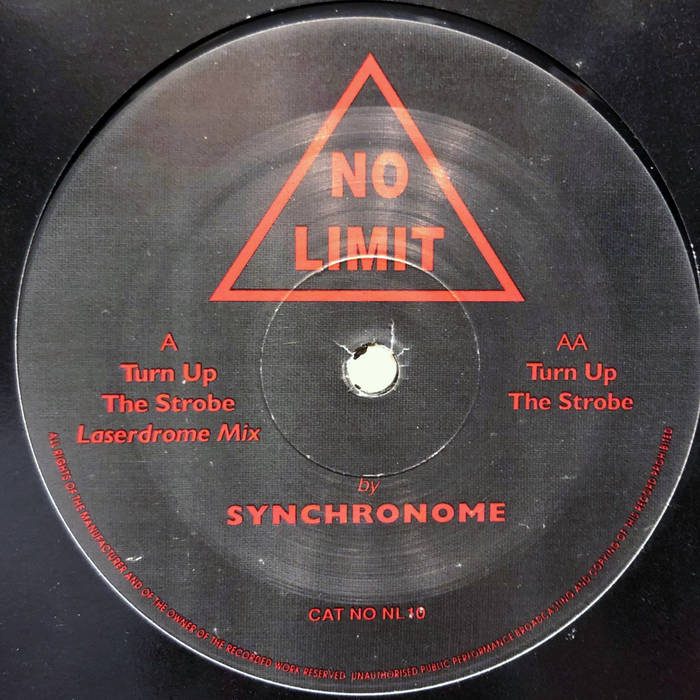 NO
LIMIT
A
Turn Up
The Strobe
Laserdrome Mix
AA
Turn Up
The Strobe
by
SYNCHRONOME
CAT NO NL10
ALL RIGHTS OF THE MANUFACTURER AND OF THE OWNER OF THE RECORDED WORK RESERVED UNAUTHORISED PUBLIC PERFORMANCE BROADCASTING AND COPYING OF THIS RECORD PROHIBITED